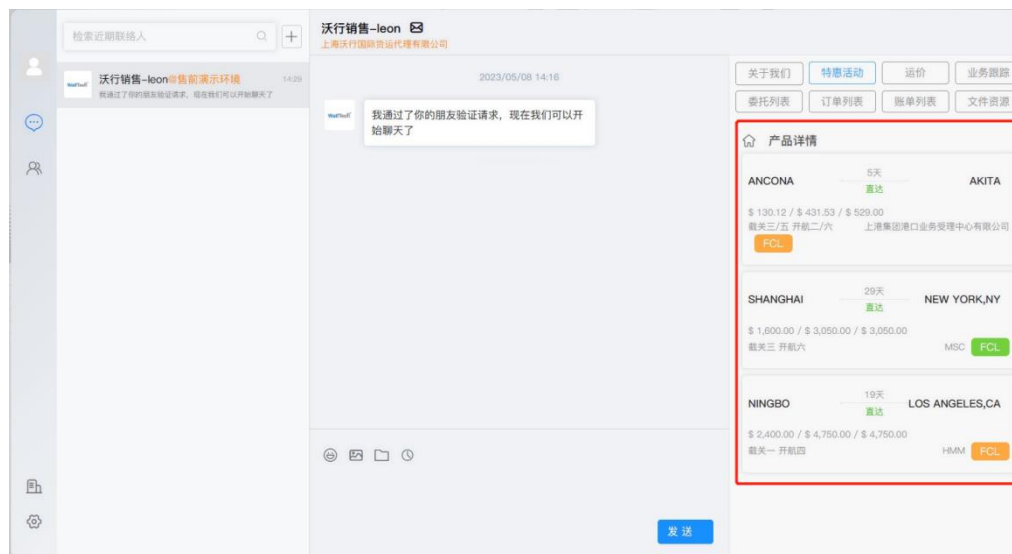 检索近期联系人
沃行销售-leon@售前演示环境 14:29
我通过了你的朋友验证请求，现在我们可以开始聊天了
沃行销售-leon
上海沃行国际货运代理有限公司
2023/05/08 14:16
我通过了你的朋友验证请求，现在我们可以开
始聊天了
发 送
关于我们 特惠活动 运价 业务跟踪
委托列表 订单列表 账单列表 文件资源
产品详情
5天
ANCONA AKITA
直达
$ 130.12 / $ 431.53 / $ 529.00
截关三/五 开航二/六 上港集团港口业务受理中心有限公司
FCL
29天
SHANGHAI NEW YORK,NY
直达
$ 1,600.00 / $ 3,050.00 / $ 3,050.00
截关三 开航六 MSC FCL
19天
NINGBO LOS ANGELES,CA
直达
$ 2,400.00 / $ 4,750.00 / $ 4,750.00
截关一 开航四 HMM FCL